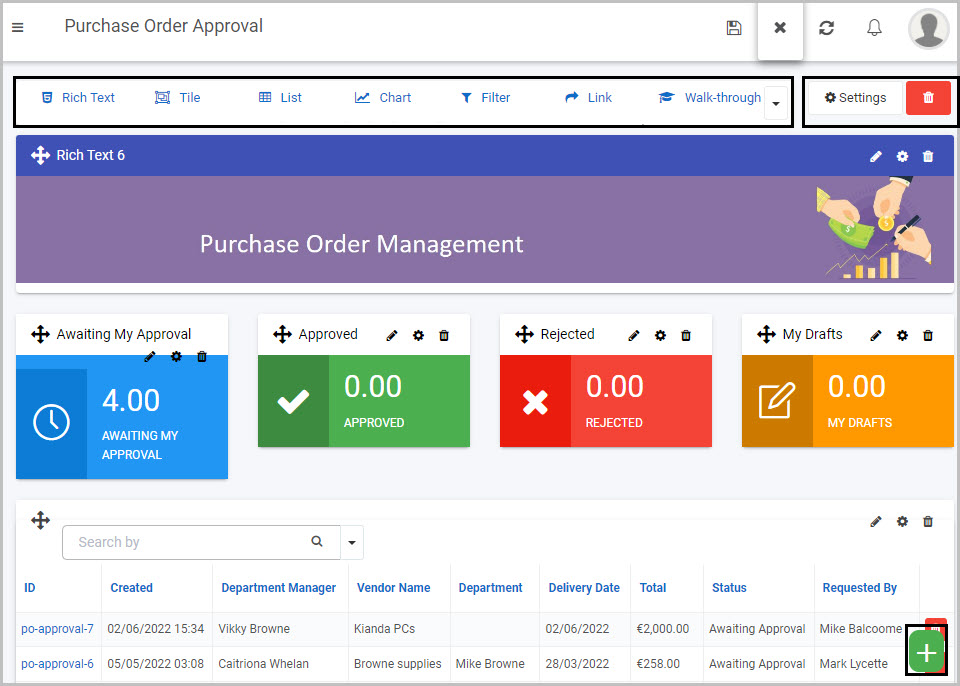 Purchase Order Approval
Rich Text Tile List Chart Filter Link Walk-through Settings
Rich Text 6
Purchase Order Management
Awaiting My Approval
4.00
AWAITING MY
APPROVAL
Approved
0.00
APPROVED
Rejected
0.00
REJECTED
My Drafts
0.00
MY DRAFTS
Search by
ID Created Department Manager Vendor Name Department Delivery Date Total Status Requested By
po-approval-7 02/06/2022 15:34 Vikky Browne Kianda PCs 02/06/2022 €2,000.00 Awaiting Approval Mike Balcoome
po-approval-6 05/05/2022 03:08 Caitriona Whelan Browne supplies Mike Browne 28/03/2022 €258.00 Awaiting Approval Mark Lycette